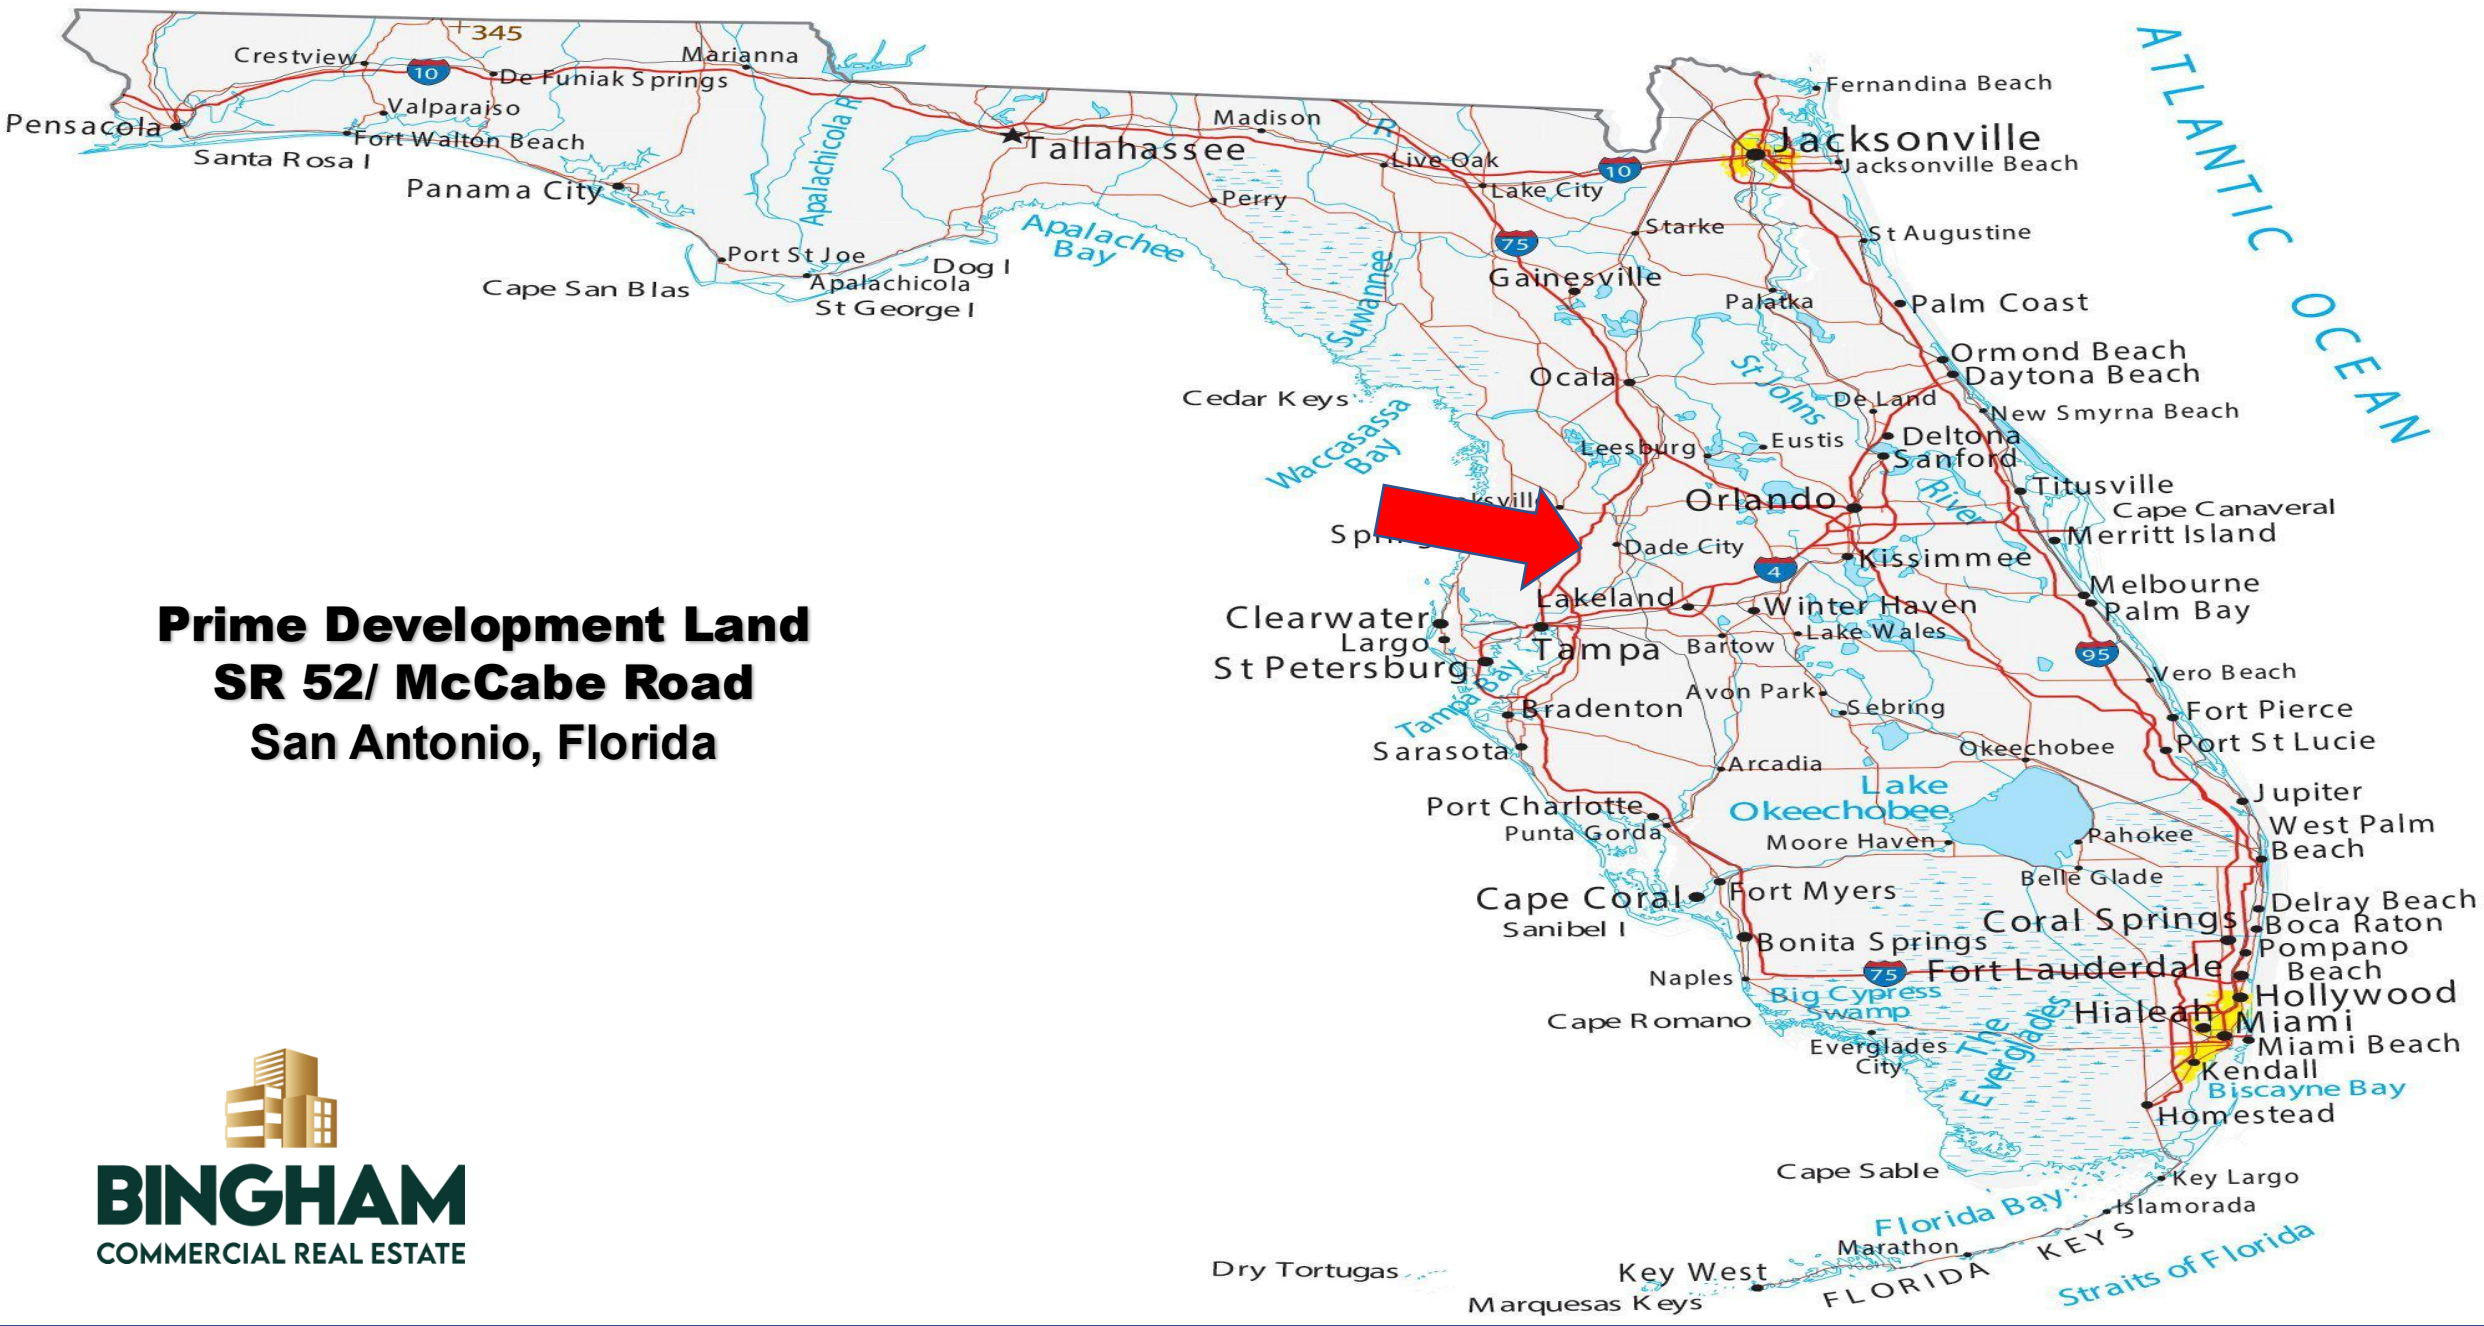 345
Crestview
10
De Funiak Springs
Marianna
Valparaiso
Pensacola
Fort Walton Beach
Santa Rosa I
Panama City
Apalachicola R
Port St Joe
Cape San Blas
Apalachicola
St George I
Dog I
Tallahassee
Apalachee
Bay
Madison
Perry
R
Live Oak
Lake City
10
Suwannee
75
Gainesville
Starke
Fernandina Beach
Jacksonville
Jacksonville Beach
St Augustine
Palatka
Palm Coast
ATLANTIC OCEAN
Ormond Beach
Daytona Beach
Ocala
St Johns
De Land
New Smyrna Beach
Cedar Keys
Waccasassa
Bay
Leesburg
Eustis
Deltona
Sanford
River
Titusville
Orlando
Cape Canaveral
Merritt Island
Dade City
4
Kissimmee
Melbourne
Palm Bay
Lakeland
Winter Haven
Clearwater
Largo
Tampa
Bartow
Lake Wales
95
St Petersburg
Tampa Bay
Vero Beach
Avon Park
Bradenton
Sebring
Fort Pierce
Sarasota
Okeechobee
Port St Lucie
Arcadia
Lake
Okeechobee
Port Charlotte
Punta Gorda
Jupiter
West Palm
Beach
Moore Haven
Pahokee
Belle Glade
Cape Coral
Fort Myers
Sanibel I
Delray Beach
Coral Springs
Boca Raton
Bonita Springs
Pompano
Beach
75
Fort Lauderdale
Naples
Big Cypress
Swamp
Hollywood
Hialeah
Miami
Cape Romano
Everglades
City
The
Everglades
Miami Beach
Kendall
Biscayne Bay
Homestead
Cape Sable
Key Largo
Florida Bay
Islamorada
Marathon
FLORIDA KEYS
Straits of Florida
Dry Tortugas
Key West
Marquesas Keys
Prime Development Land
SR 52/ McCabe Road
San Antonio, Florida
BINGHAM
COMMERCIAL REAL ESTATE